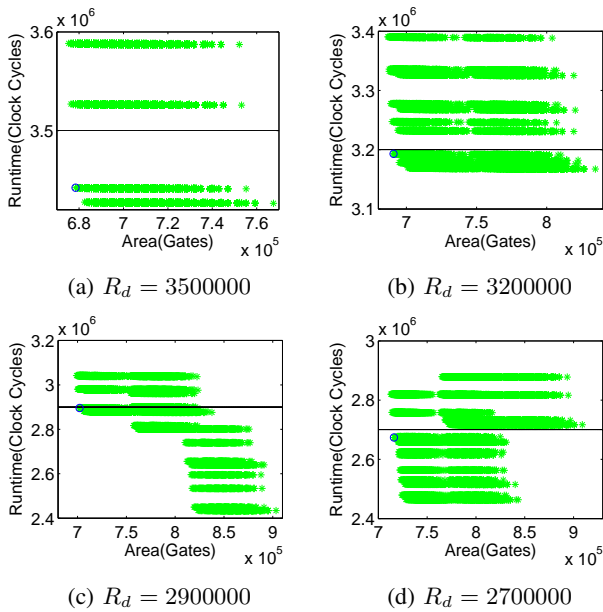 x 10^6
3.6
3.5
Runtime(Clock Cycles)
6.8 7 7.2 7.4 7.6
Area(Gates)
x 10^5
(a) R_d = 3500000
x 10^6
3.4
3.3
3.2
3.1
Runtime(Clock Cycles)
7 7.5 8
Area(Gates)
x 10^5
(b) R_d = 3200000
x 10^6
3.2
3
2.8
2.6
2.4
Runtime(Clock Cycles)
7 7.5 8 8.5 9
Area(Gates)
x 10^5
(c) R_d = 2900000
x 10^6
3
2.8
2.6
2.4
Runtime(Clock Cycles)
7 7.5 8 8.5 9
Area(Gates)
x 10^5
(d) R_d = 2700000